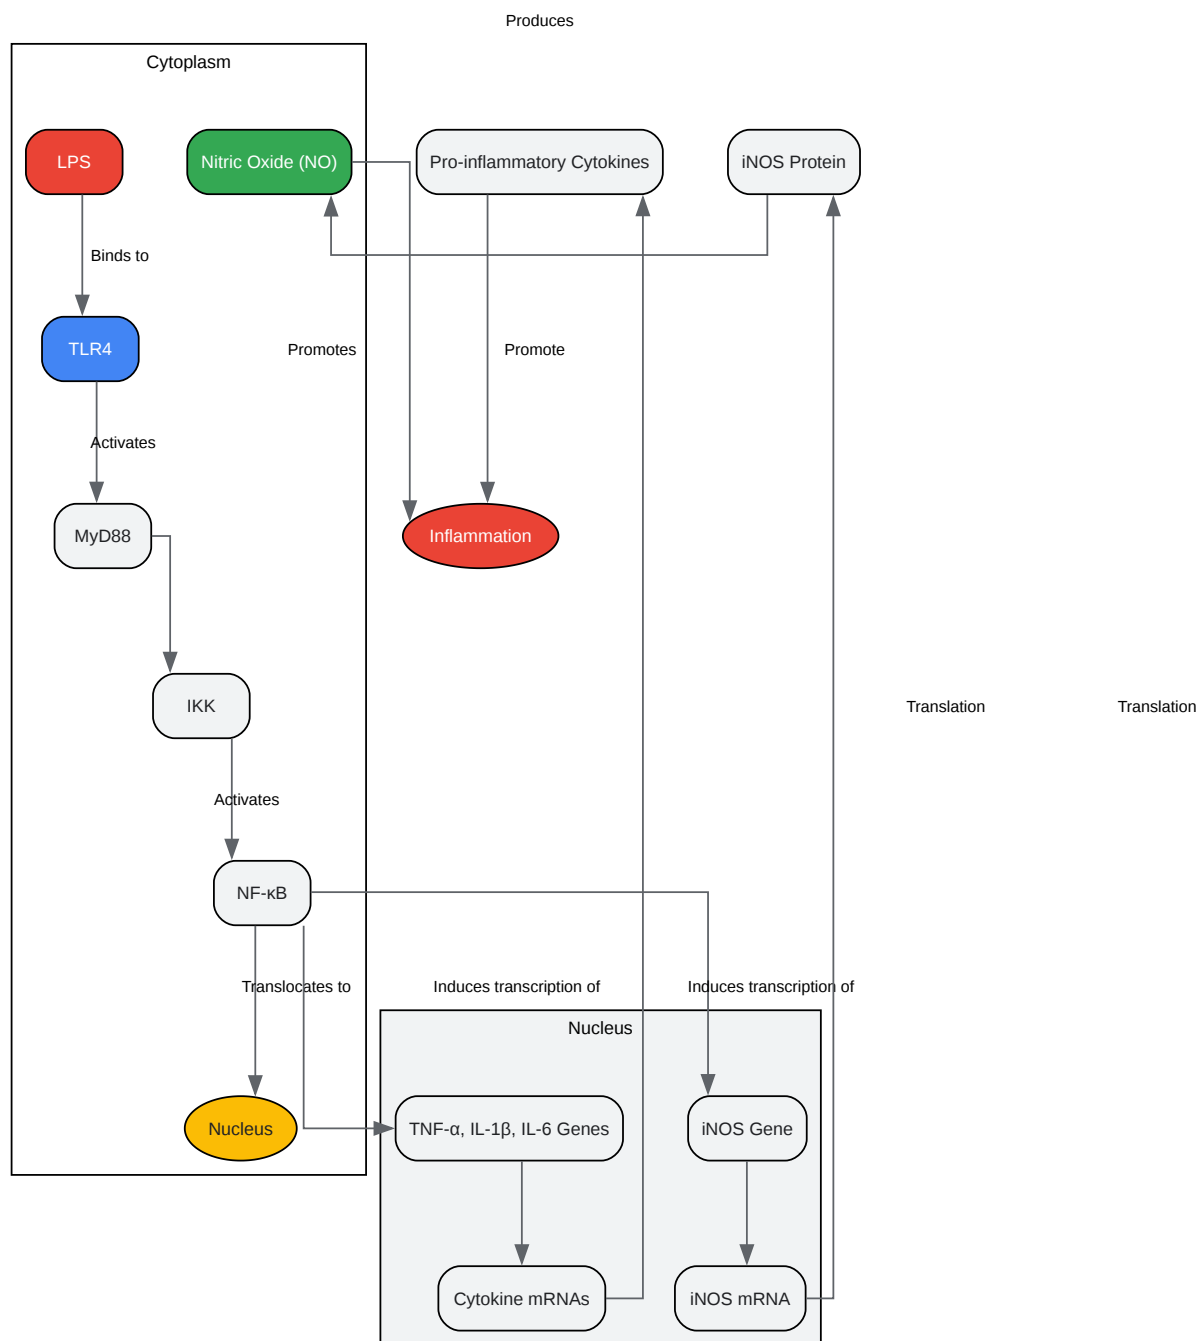 Produces
Cytoplasm
LPS
Nitric Oxide (NO)
Pro-inflammatory Cytokines
iNOS Protein
Binds to
TLR4
Promotes
Promote
Activates
MyD88
Inflammation
IKK
Translation
Translation
Activates
NF-κB
Translocates to
Induces transcription of
Induces transcription of
Nucleus
Nucleus
TNF-α, IL-1β, IL-6 Genes
iNOS Gene
Cytokine mRNAs
iNOS mRNA